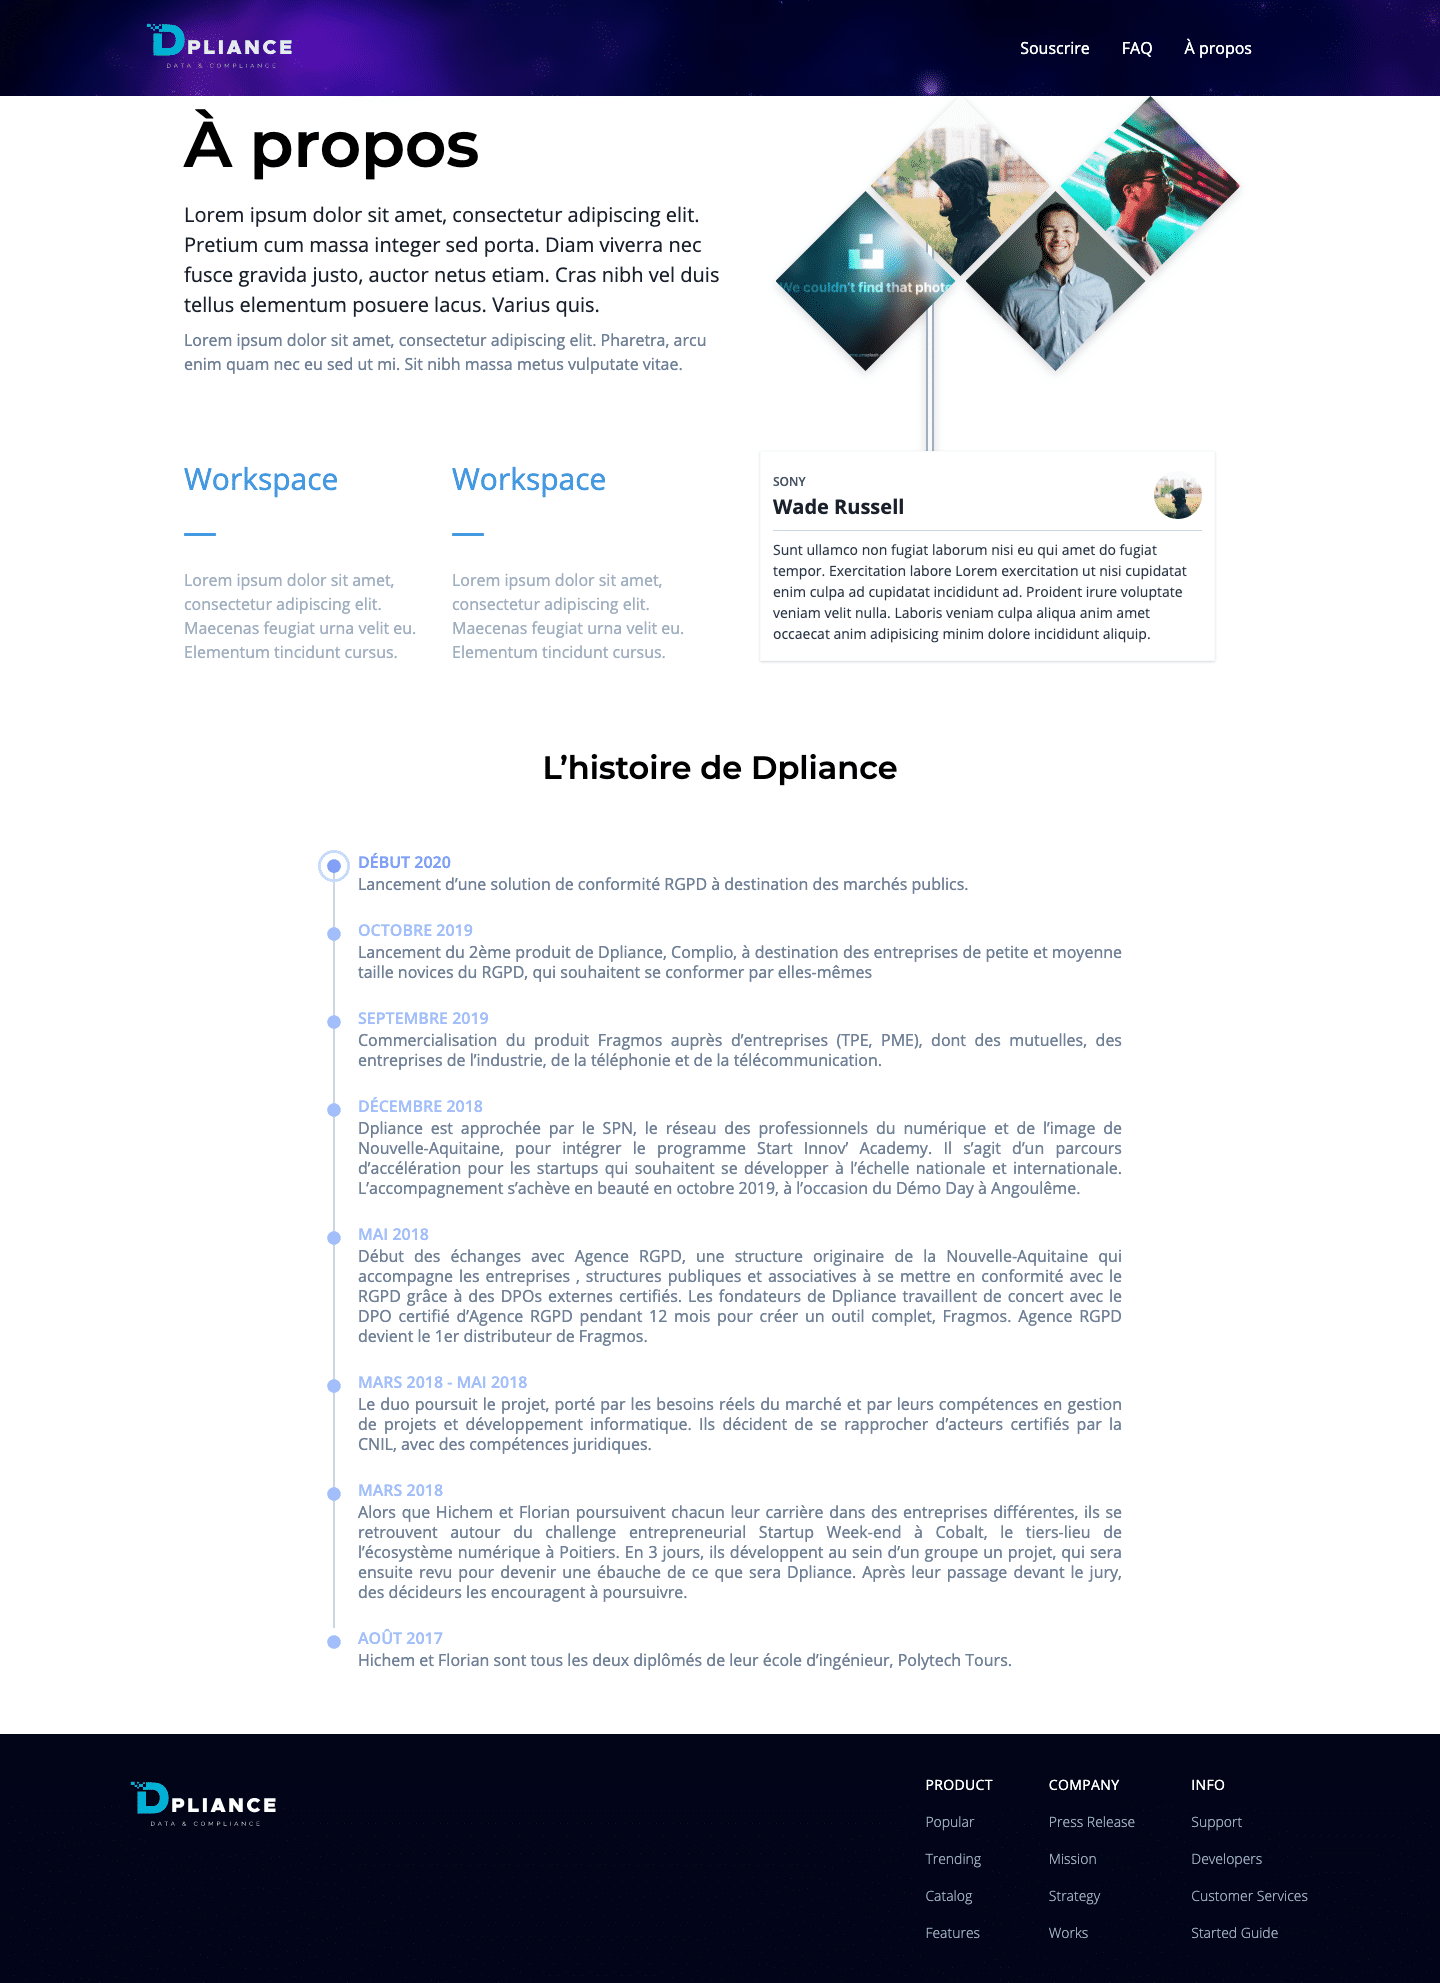 DPLIANCE
DATA & COMPLIANCE
Souscrire
FAQ
À propos
À propos
Lorem ipsum dolor sit amet, consectetur adipiscing elit.
Pretium cum massa integer sed porta. Diam viverra nec
fusce gravida justo, auctor netus etiam. Cras nibh vel duis
tellus elementum posuere lacus. Varius quis.
Lorem ipsum dolor sit amet, consectetur adipiscing elit. Pharetra, arcu
enim quam nec eu sed ut mi. Sit nibh massa metus vulputate vitae.
We couldn't find that photo
Workspace
Lorem ipsum dolor sit amet,
consectetur adipiscing elit.
Maecenas feugiat urna velit eu.
Elementum tincidunt cursus.
Workspace
Lorem ipsum dolor sit amet,
consectetur adipiscing elit.
Maecenas feugiat urna velit eu.
Elementum tincidunt cursus.
SONY
Wade Russell
Sunt ullamco non fugiat laborum nisi eu qui amet do fugiat
tempor. Exercitation labore Lorem exercitation ut nisi cupidatat
enim culpa ad cupidatat incididunt ad. Proident irure voluptate
veniam velit nulla. Laboris veniam culpa aliqua anim amet
occaecat anim adipisicing minim dolore incididunt aliquip.
L’histoire de Dpliance
DÉBUT 2020
Lancement d’une solution de conformité RGPD à destination des marchés publics.
OCTOBRE 2019
Lancement du 2ème produit de Dpliance, Complio, à destination des entreprises de petite et moyenne
taille novices du RGPD, qui souhaitent se conformer par elles-mêmes
SEPTEMBRE 2019
Commercialisation du produit Fragmos auprès d’entreprises (TPE, PME), dont des mutuelles, des
entreprises de l’industrie, de la téléphonie et de la télécommunication.
DÉCEMBRE 2018
Dpliance est approchée par le SPN, le réseau des professionnels du numérique et de l’image de
Nouvelle-Aquitaine, pour intégrer le programme Start Innov’ Academy. Il s’agit d’un parcours
d’accélération pour les startups qui souhaitent se développer à l’échelle nationale et internationale.
L’accompagnement s’achève en beauté en octobre 2019, à l’occasion du Démo Day à Angoulême.
MAI 2018
Début des échanges avec Agence RGPD, une structure originaire de la Nouvelle-Aquitaine qui
accompagne les entreprises , structures publiques et associatives à se mettre en conformité avec le
RGPD grâce à des DPOs externes certifiés. Les fondateurs de Dpliance travaillent de concert avec le
DPO certifié d’Agence RGPD pendant 12 mois pour créer un outil complet, Fragmos. Agence RGPD
devient le 1er distributeur de Fragmos.
MARS 2018 - MAI 2018
Le duo poursuit le projet, porté par les besoins réels du marché et par leurs compétences en gestion
de projets et développement informatique. Ils décident de se rapprocher d’acteurs certifiés par la
CNIL, avec des compétences juridiques.
MARS 2018
Alors que Hichem et Florian poursuivent chacun leur carrière dans des entreprises différentes, ils se
retrouvent autour du challenge entrepreneurial Startup Week-end à Cobalt, le tiers-lieu de
l’écosystème numérique à Poitiers. En 3 jours, ils développent au sein d’un groupe un projet, qui sera
ensuite revu pour devenir une ébauche de ce que sera Dpliance. Après leur passage devant le jury,
des décideurs les encouragent à poursuivre.
AOÛT 2017
Hichem et Florian sont tous les deux diplômés de leur école d’ingénieur, Polytech Tours.
DPLIANCE
DATA & COMPLIANCE
PRODUCT
Popular
Trending
Catalog
Features
COMPANY
Press Release
Mission
Strategy
Works
INFO
Support
Developers
Customer Services
Started Guide